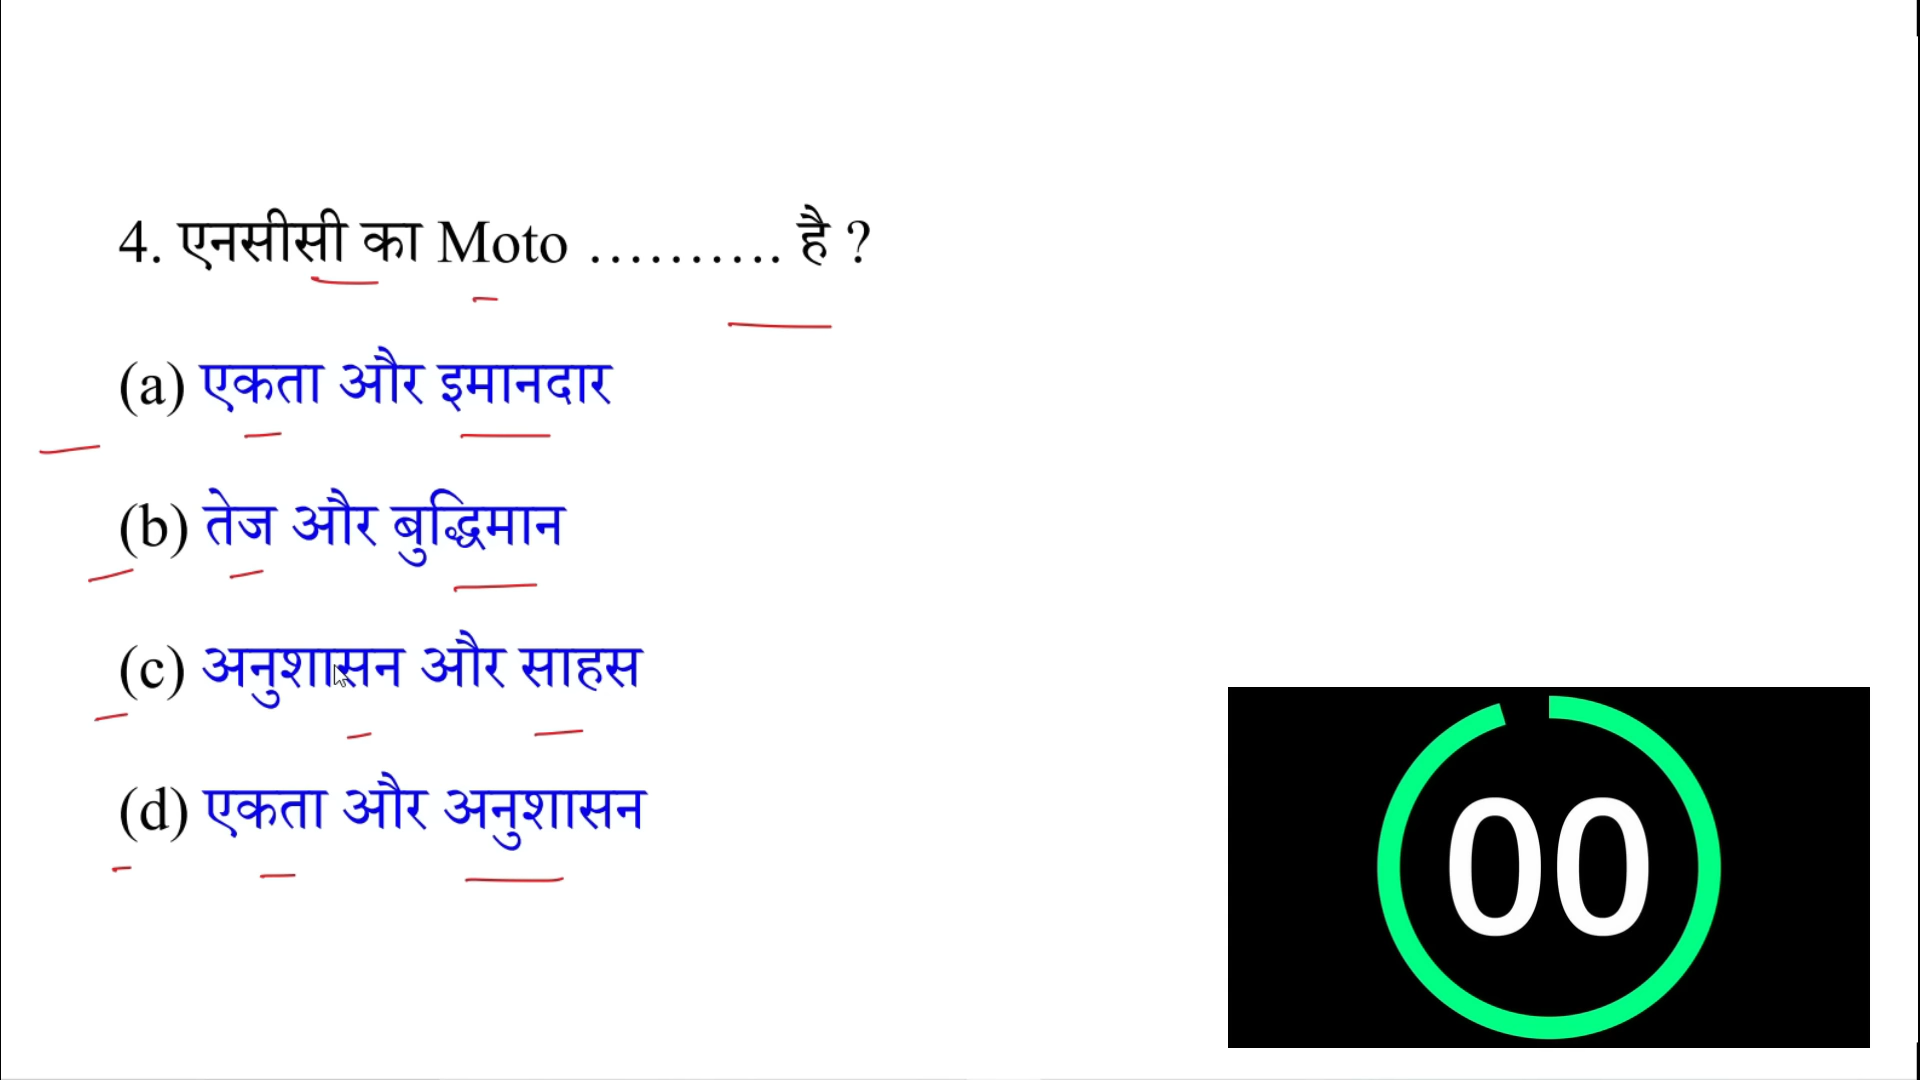 4. एनसीसी का Moto .......... है ?
(a) एकता और इमानदार
(b) तेज और बुद्धिमान
(c) अनुशासन और साहस
(d) एकता और अनुशासन
00